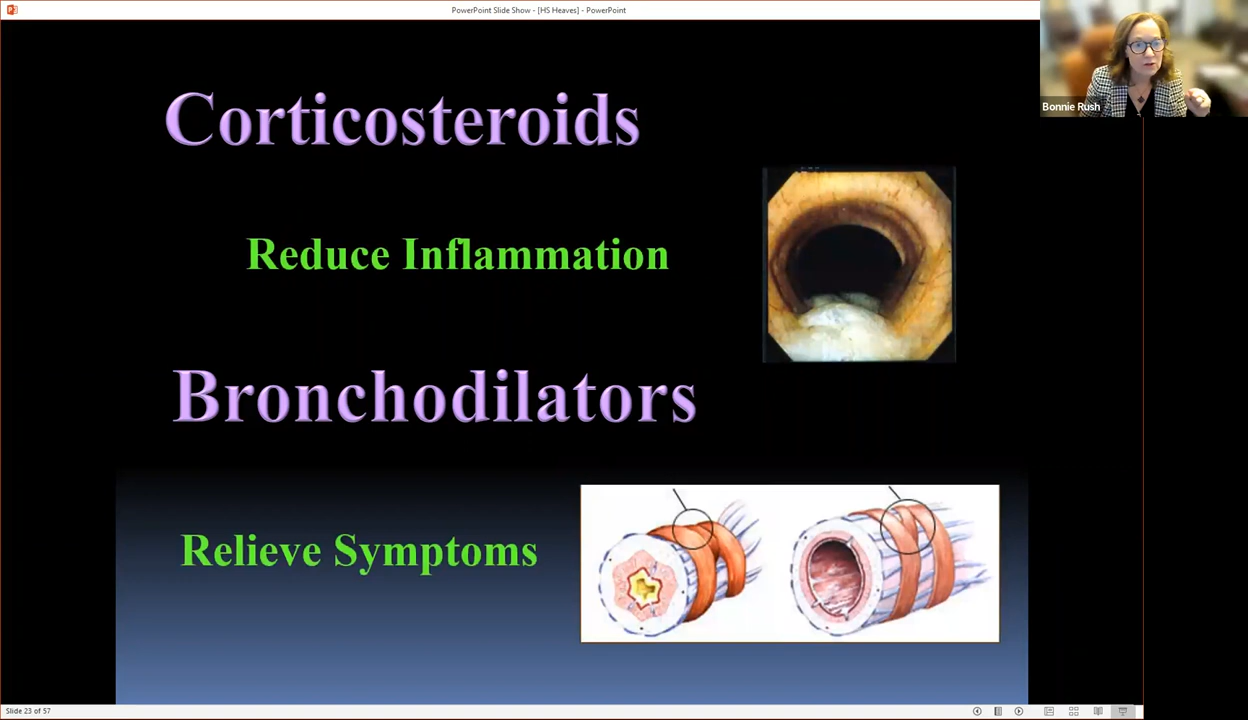 PowerPoint Slide Show - [HS Heaves] - PowerPoint
Bonnie Rush
Corticosteroids
Reduce Inflammation
Bronchodilators
Relieve Symptoms
Slide 23 of 57